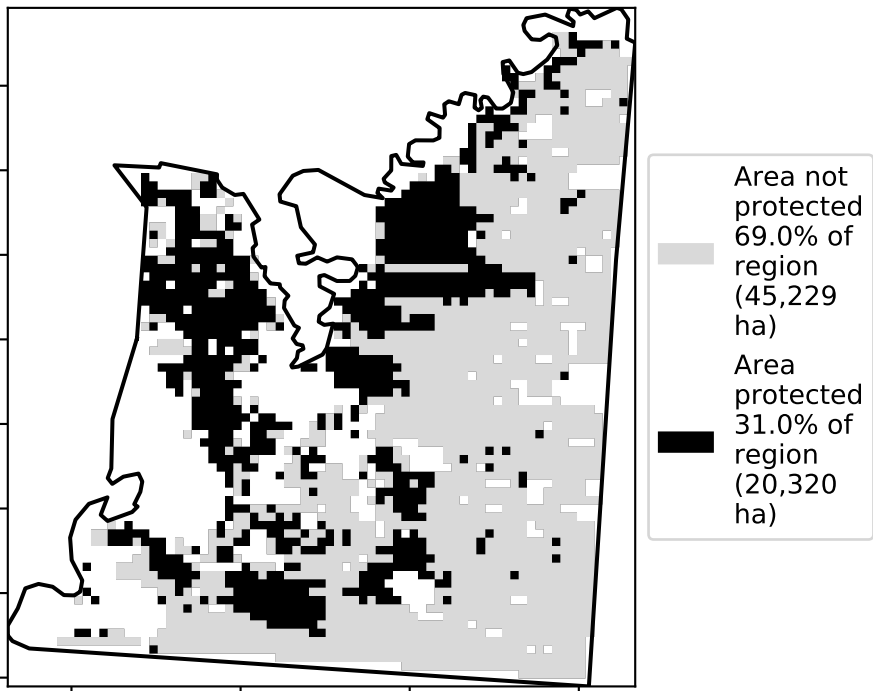 Area not
protected
69.0% of
region
(45,229
ha)
Area
protected
31.0% of
region
(20,320
ha)